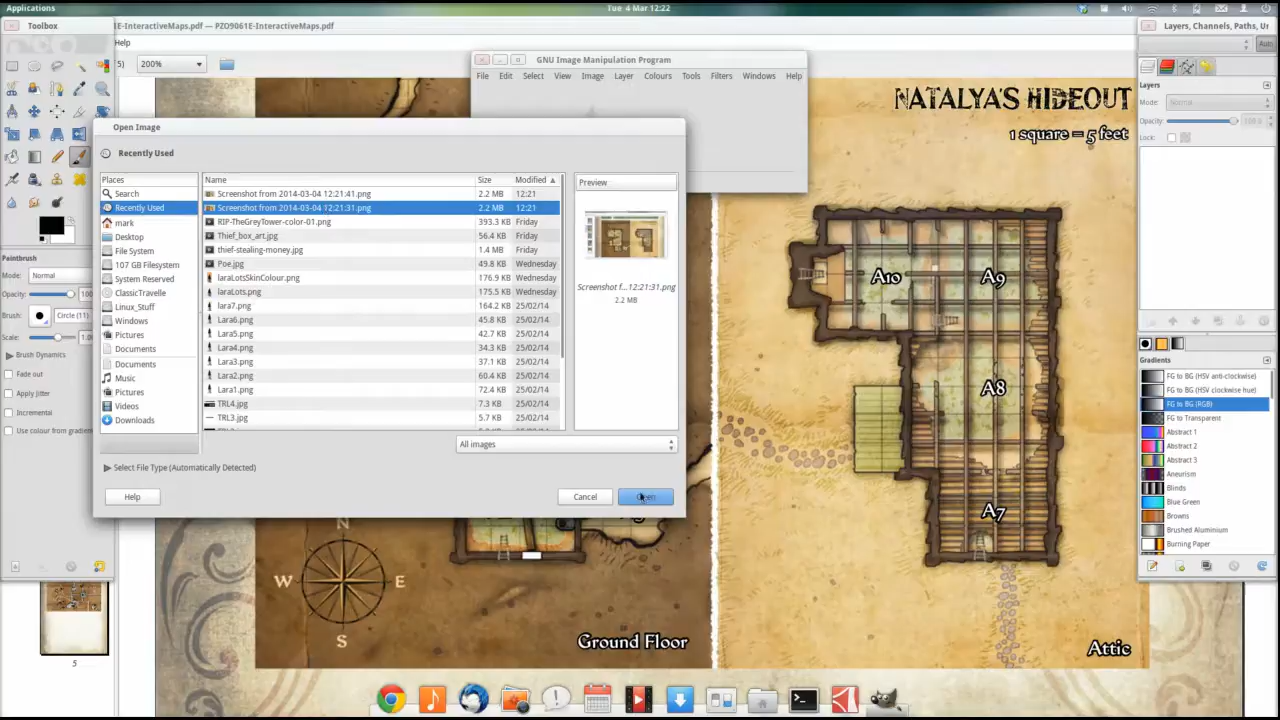 Applications
Tue 4 Mar 12:22
Toolbox
E-InteractiveMaps.pdf — PZO9061E-InteractiveMaps.pdf
Layers, Channels, Paths, Un
Help
200%
Auto
GNU Image Manipulation Program
File Edit Select View Image Layer Colours Tools Filters Windows Help
Layers
Mode: Normal
Opacity: 100.0
Lock:
NATALYA'S HIDEOUT
1 square = 5 feet
Open Image
Recently Used
Places
Search
Recently Used
mark
Desktop
File System
107 GB Filesystem
System Reserved
ClassicTravelle
Linux_Stuff
Windows
Pictures
Documents
Documents
Music
Pictures
Videos
Downloads
Name Size Modified
Screenshot from 2014-03-04 12:21:41.png 2.2 MB 12:21
Screenshot from 2014-03-04 12:21:31.png 2.2 MB 12:21
RIP-TheGreyTower-color-01.png 393.3 KB Friday
Thief_box_art.jpg 56.4 KB Friday
thief-stealing-money.jpg 1.4 MB Friday
Poe.jpg 49.8 KB Wednesday
laraLotsSkinColour.png 176.9 KB Wednesday
laraLots.png 175.5 KB Wednesday
lara7.png 164.2 KB 25/02/14
Lara6.png 45.8 KB 25/02/14
Lara5.png 42.7 KB 25/02/14
Lara4.png 34.3 KB 25/02/14
Lara3.png 37.1 KB 25/02/14
Lara2.png 60.4 KB 25/02/14
Lara1.png 72.4 KB 25/02/14
TRL4.jpg 7.3 KB 25/02/14
TRL3.jpg 5.7 KB 25/02/14
Preview
Screenshot f...12:21:31.png
2.2 MB
All images
Select File Type (Automatically Detected)
Help
Cancel
Open
Paintbrush
Mode: Normal
Opacity: 100
Brush: Circle (11)
Scale: 1.0
Brush Dynamics
Fade out
Apply Jitter
Incremental
Use colour from gradien
A10
A9
A8
A7
N
W
E
S
Ground Floor
Attic
5
Gradients
FG to BG (HSV anti-clockwise)
FG to BG (HSV clockwise hue)
FG to BG (RGB)
FG to Transparent
Abstract 1
Abstract 2
Abstract 3
Aneurism
Blinds
Blue Green
Browns
Brushed Aluminium
Burning Paper